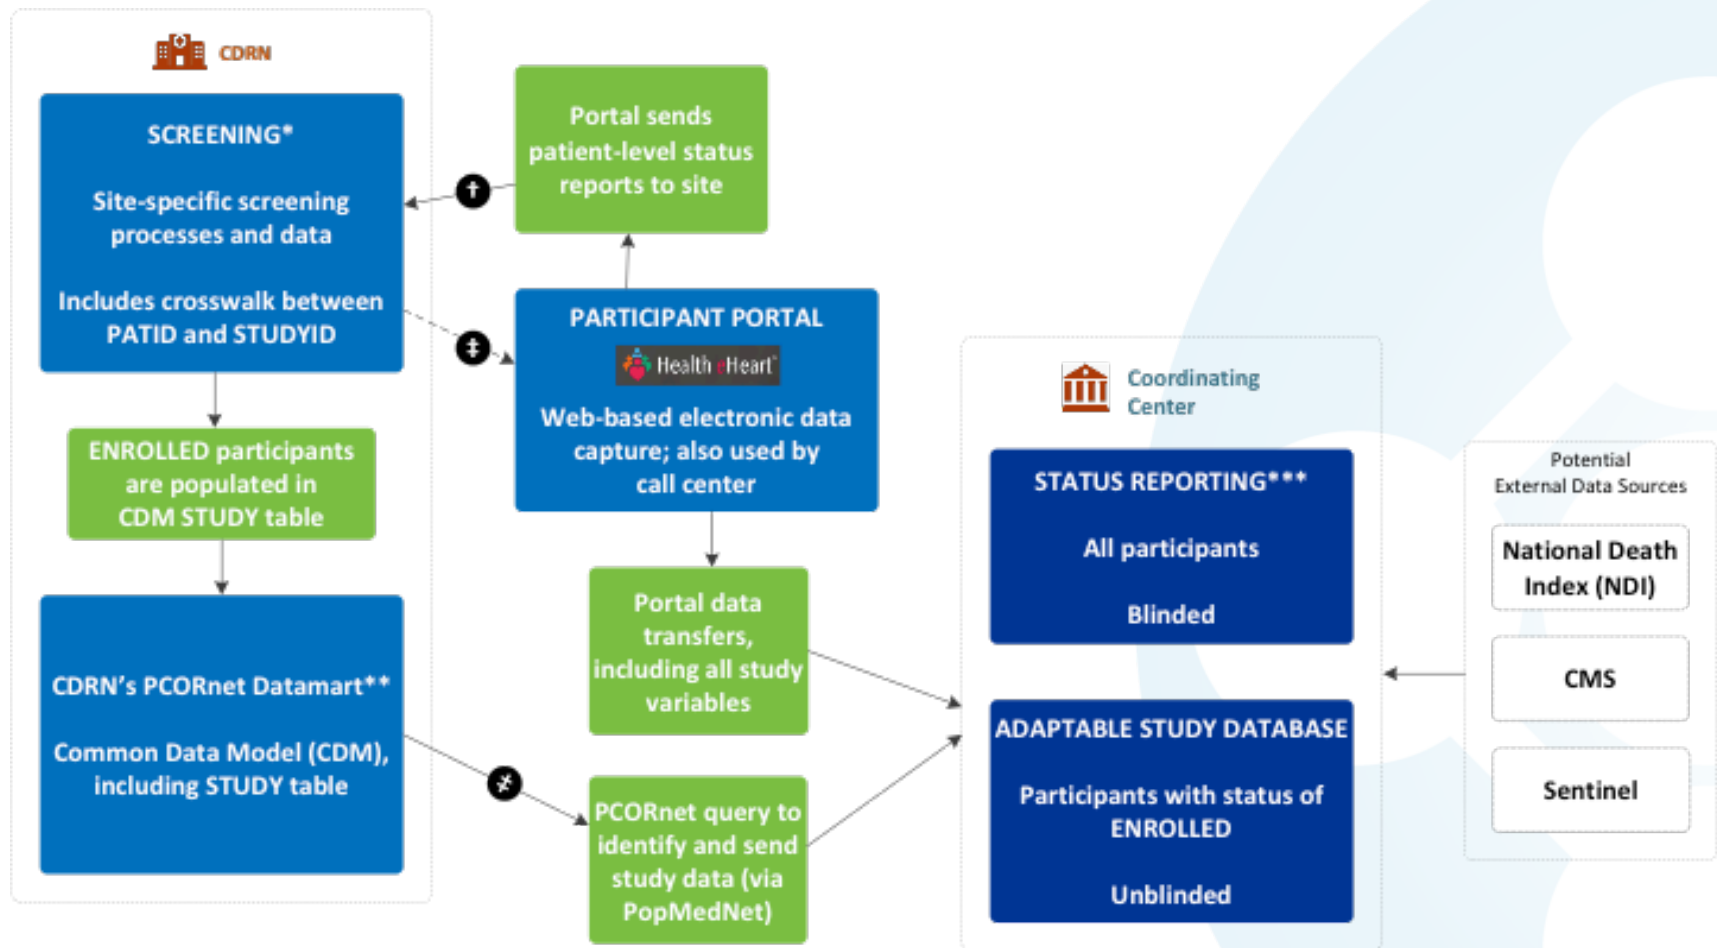 CDRN
SCREENING*
Site-specific screening
processes and data
Includes crosswalk between
PATID and STUDYID
ENROLLED participants
are populated in
CDM STUDY table
CDRN's PCORnet Datamart**
Common Data Model (CDM),
including STUDY table
Portal sends
patient-level status
reports to site
†
‡
PARTICIPANT PORTAL
Health eHeart
Web-based electronic data
capture; also used by
call center
Portal data
transfers,
including all study
variables
≠
PCORnet query to
identify and send
study data (via
PopMedNet)
Coordinating
Center
STATUS REPORTING***
All participants
Blinded
ADAPTABLE STUDY DATABASE
Participants with status of
ENROLLED
Unblinded
Potential
External Data Sources
National Death
Index (NDI)
CMS
Sentinel